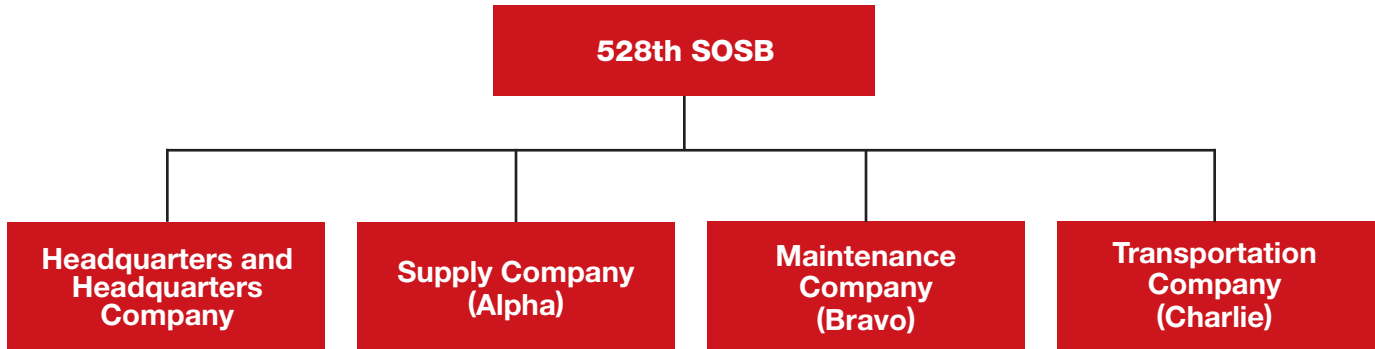 528th SOSB
Headquarters and
Headquarters
Company
Supply Company
(Alpha)
Maintenance
Company
(Bravo)
Transportation
Company
(Charlie)